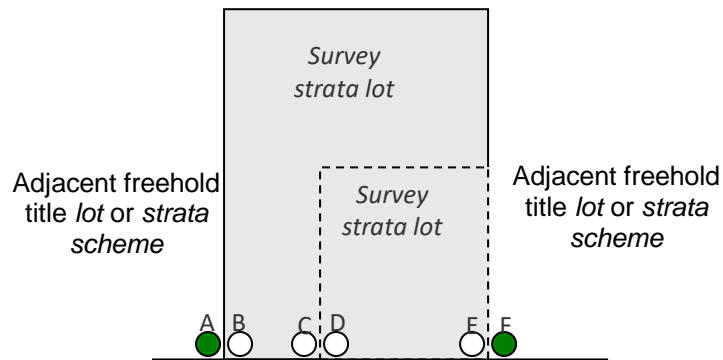 Survey
strata lot
Adjacent freehold
title lot or strata
scheme
Survey
strata lot
Adjacent freehold
title lot or strata
scheme
A B C D E F